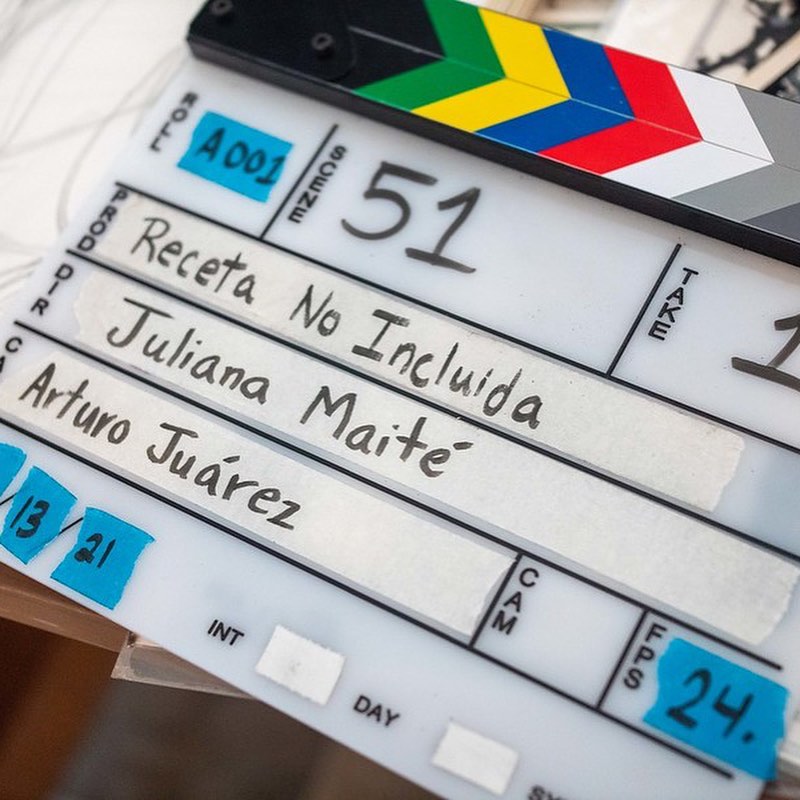 ROLL A001 SCENE 51 TAKE 1
PROD Receta No Incluida
DIR Juliana Maité
Arturo Juárez
CAM
/13/21
FPS 24.
INT
DAY